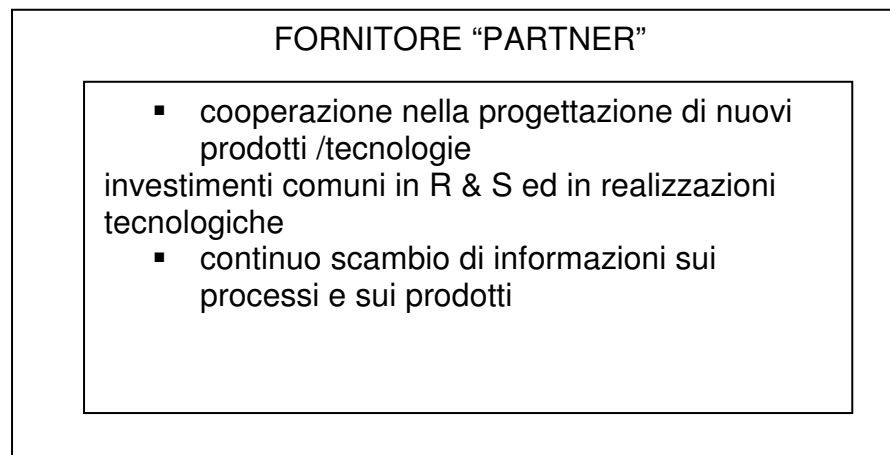 FORNITORE “PARTNER”
▪ cooperazione nella progettazione di nuovi
prodotti /tecnologie
investimenti comuni in R & S ed in realizzazioni
tecnologiche
▪ continuo scambio di informazioni sui
processi e sui prodotti